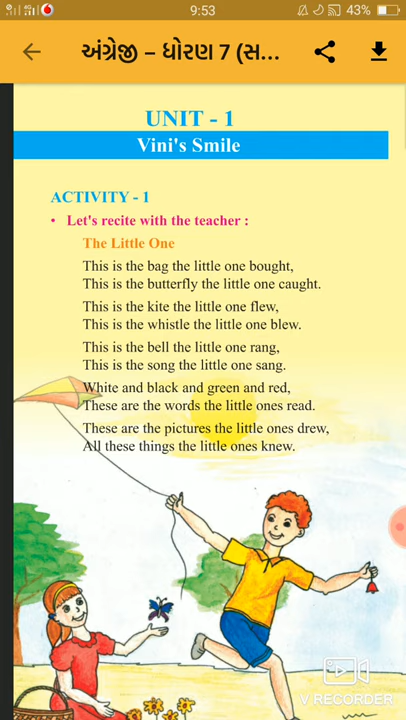 9:53
43%
અંગ્રેજી – ધોરણ 7 (સ...
UNIT - 1
Vini's Smile
ACTIVITY - 1
• Let's recite with the teacher :
The Little One
This is the bag the little one bought,
This is the butterfly the little one caught.
This is the kite the little one flew,
This is the whistle the little one blew.
This is the bell the little one rang,
This is the song the little one sang.
White and black and green and red,
These are the words the little ones read.
These are the pictures the little ones drew,
All these things the little ones knew.
V RECORDER